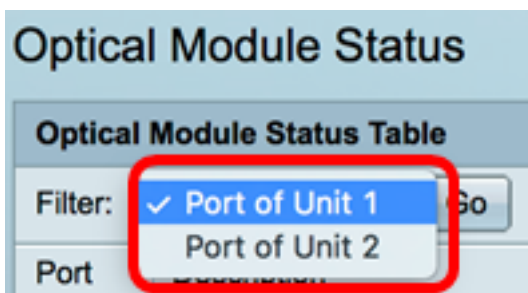 Optical Module Status
Optical Module Status Table
Filter: ✓ Port of Unit 1 Go
Port of Unit 2
Port